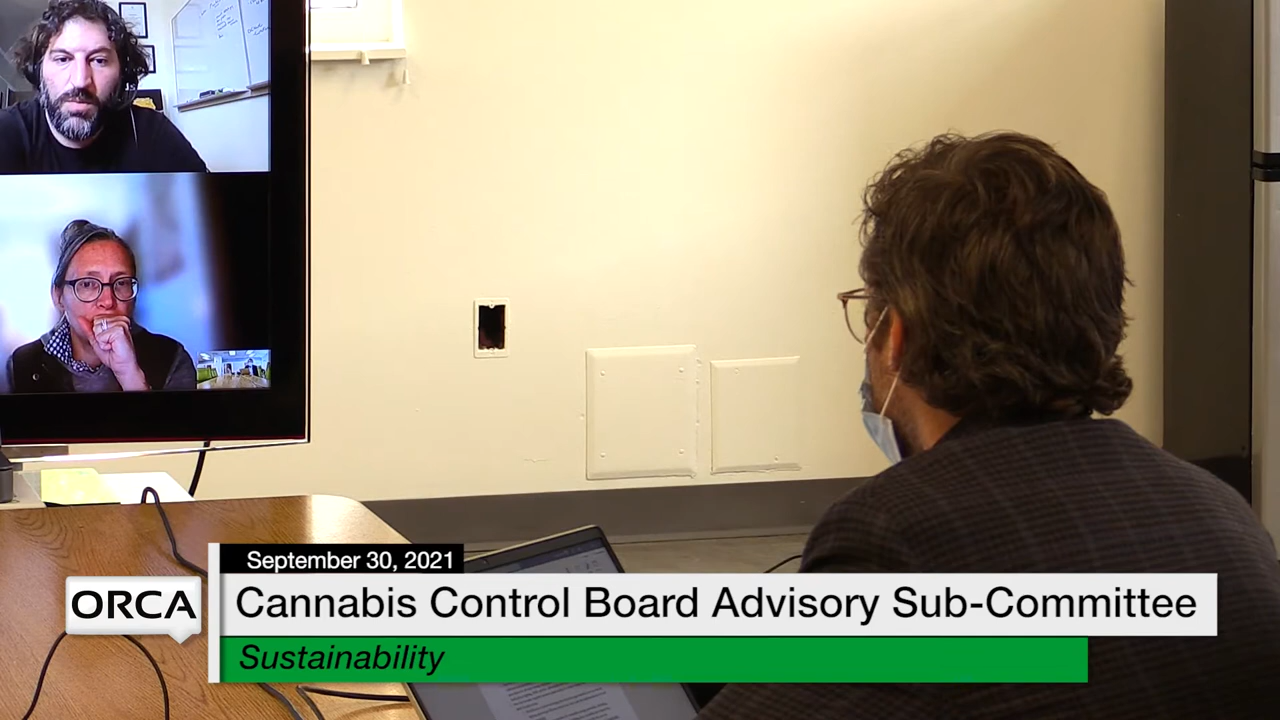 September 30, 2021
ORCA
Cannabis Control Board Advisory Sub-Committee
Sustainability